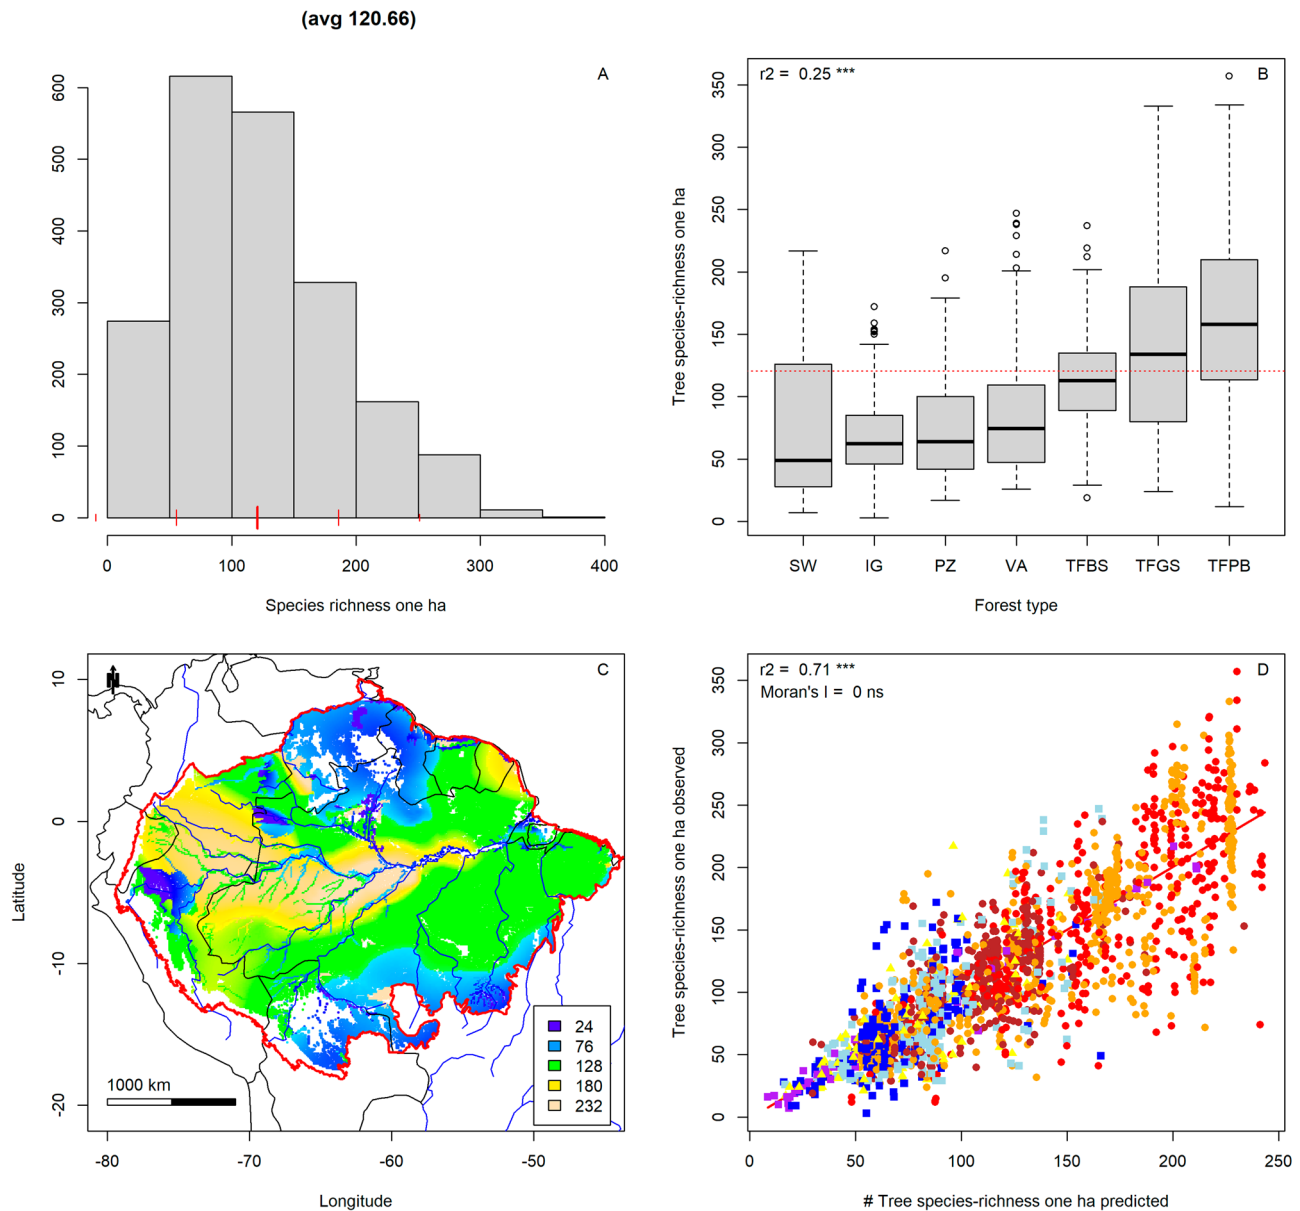 (avg 120.66)
A
600
500
400
300
200
100
0
0 100 200 300 400
Species richness one ha
r2 = 0.25 ***
B
350
300
250
200
150
100
50
0
Tree species-richness one ha
SW IG PZ VA TFBS TFGS TFPB
Forest type
N
C
10
0
-10
-20
Latitude
24
76
128
180
232
1000 km
-80 -70 -60 -50
Longitude
r2 = 0.71 ***
D
Moran's I = 0 ns
350
300
250
200
150
100
50
0
Tree species-richness one ha observed
0 50 100 150 200 250
# Tree species-richness one ha predicted